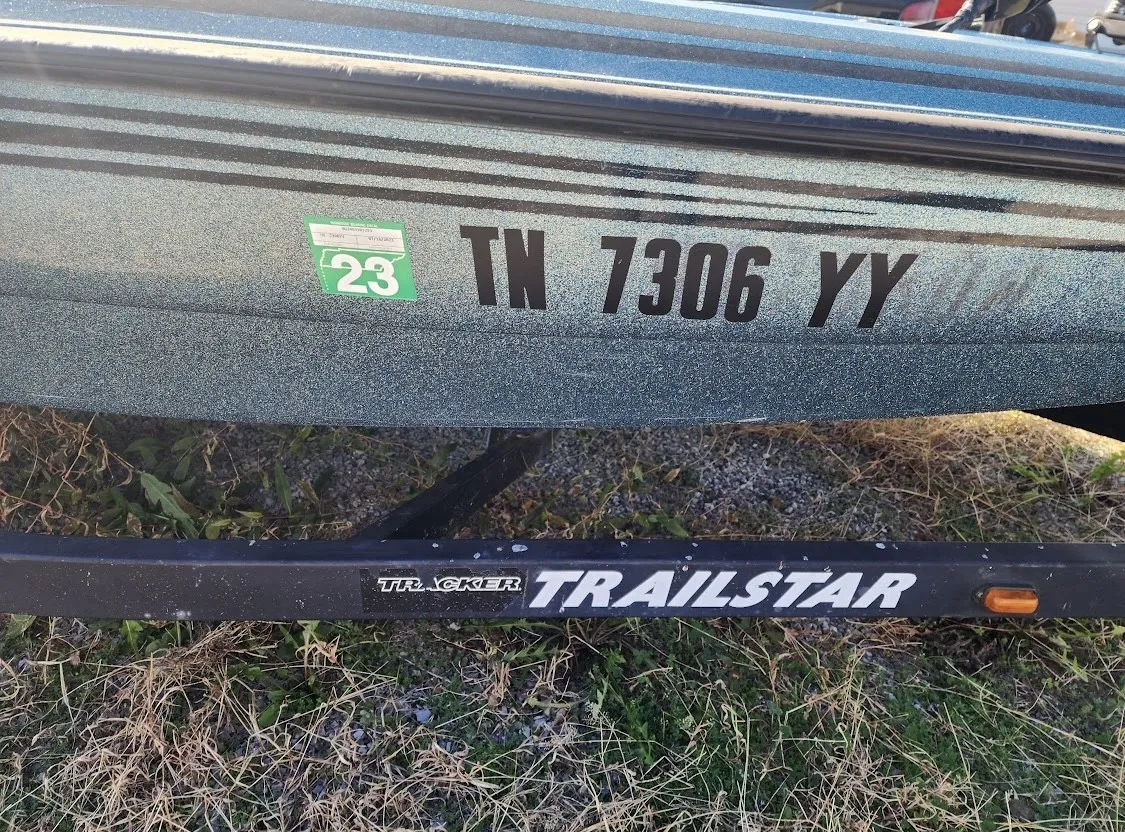 23
TN 7306 YY
TRACKER TRAILSTAR